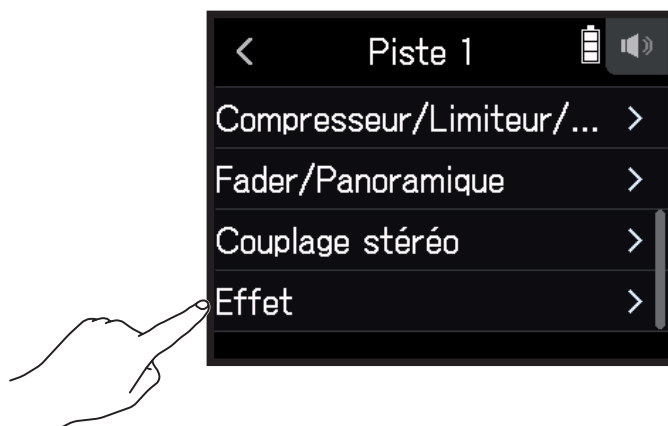 Piste 1
Compresseur/Limiteur/...
Fader/Panoramique
Couplage stéréo
Effet